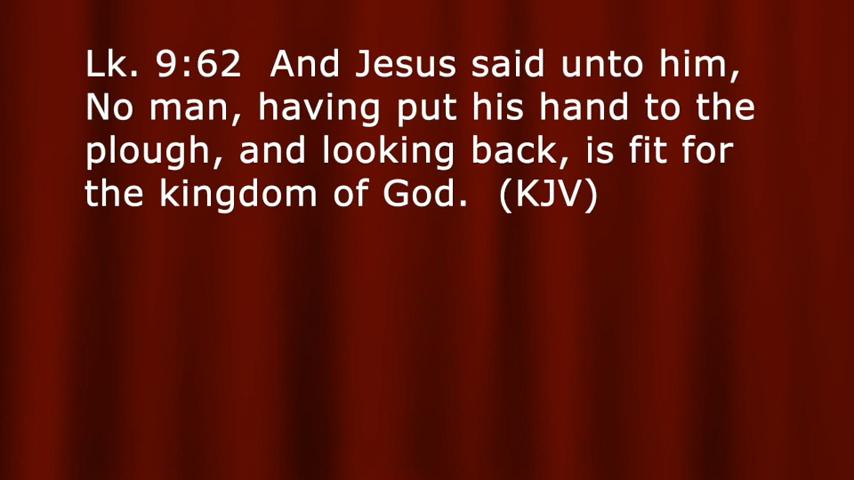 Lk. 9:62  And Jesus said unto him,
No man, having put his hand to the
plough, and looking back, is fit for
the kingdom of God.  (KJV)